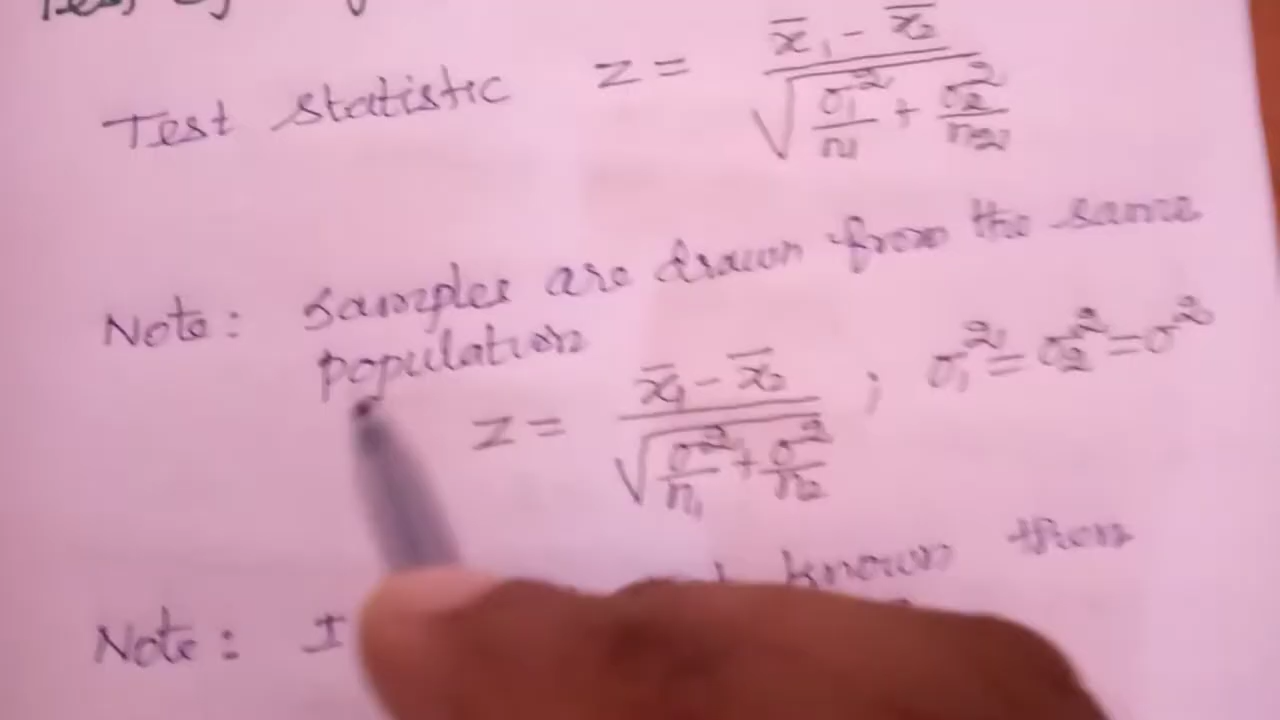 Test statistic z = x̄₁ - x̄₂ / √(σ₁²/n₁ + σ₂²/n₂)
Note: Samples are drawn from the same
population
z = x̄₁ - x̄₂ / √(σ²/n₁ + σ²/n₂) ; σ₁² = σ₂² = σ²
Note: known then